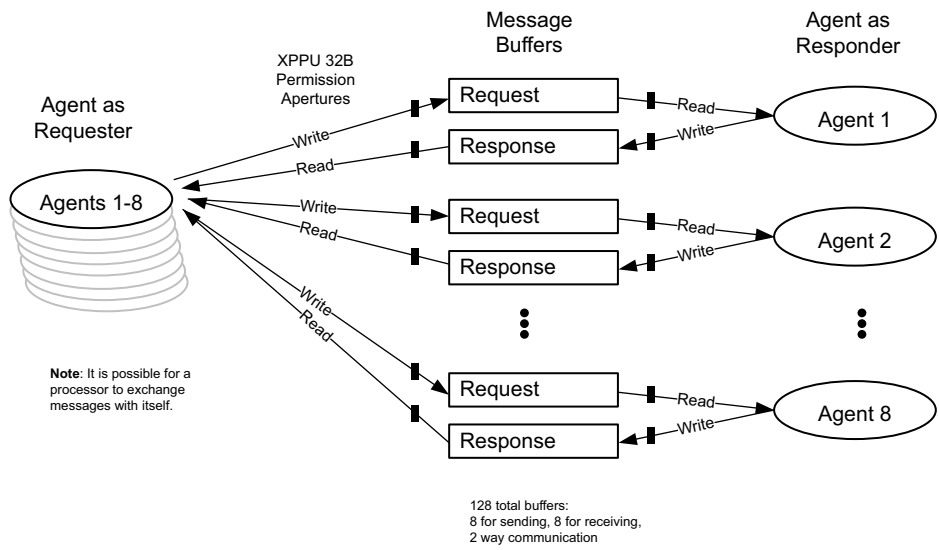 Message
Buffers
Agent as
Responder
XPPU 32B
Permission
Apertures
Agent as
Requester
Request
Read
Agent 1
Write
Write
Response
Read
Agents 1-8
Write
Request
Read
Agent 2
Read
Write
Response
Write
Read
Note: It is possible for a
processor to exchange
messages with itself.
Request
Read
Agent 8
Write
Response
128 total buffers:
8 for sending, 8 for receiving,
2 way communication